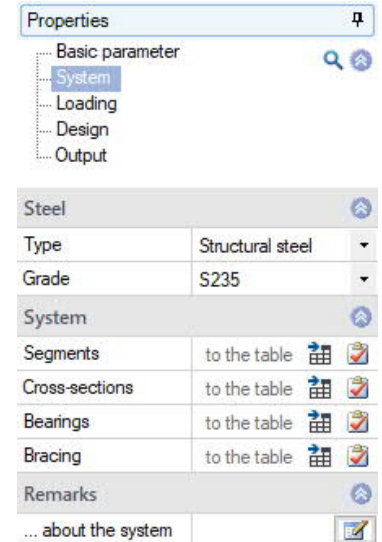 Properties
Basic parameter
System
Loading
Design
Output
Steel
Type Structural steel
Grade S235
System
Segments to the table
Cross-sections to the table
Bearings to the table
Bracing to the table
Remarks
... about the system